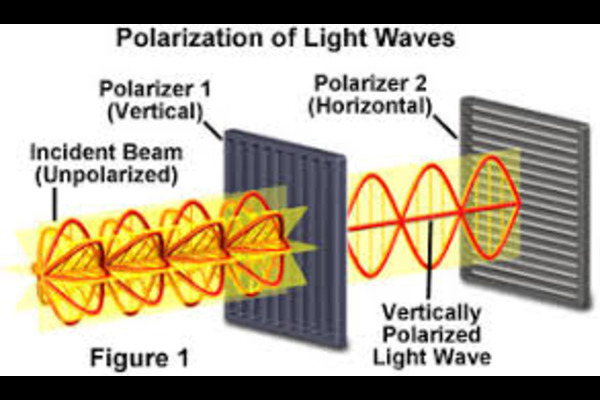 Polarization of Light Waves
Polarizer 1
(Vertical)
Polarizer 2
(Horizontal)
Incident Beam
(Unpolarized)
Vertically
Polarized
Light Wave
Figure 1